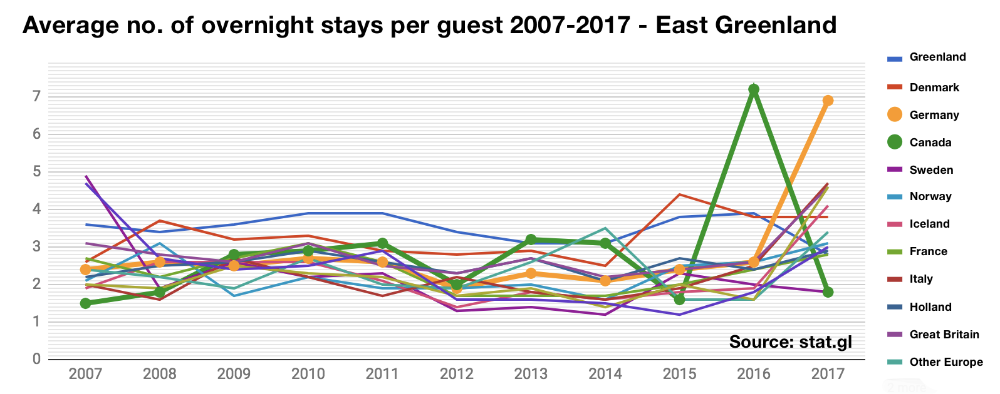 Average no. of overnight stays per guest 2007-2017 - East Greenland
Greenland
Denmark
Germany
Canada
Sweden
Norway
Iceland
France
Italy
Holland
Great Britain
Other Europe
2 more
7
6
5
4
3
2
1
0
Source: stat.gl
2007 2008 2009 2010 2011 2012 2013 2014 2015 2016 2017